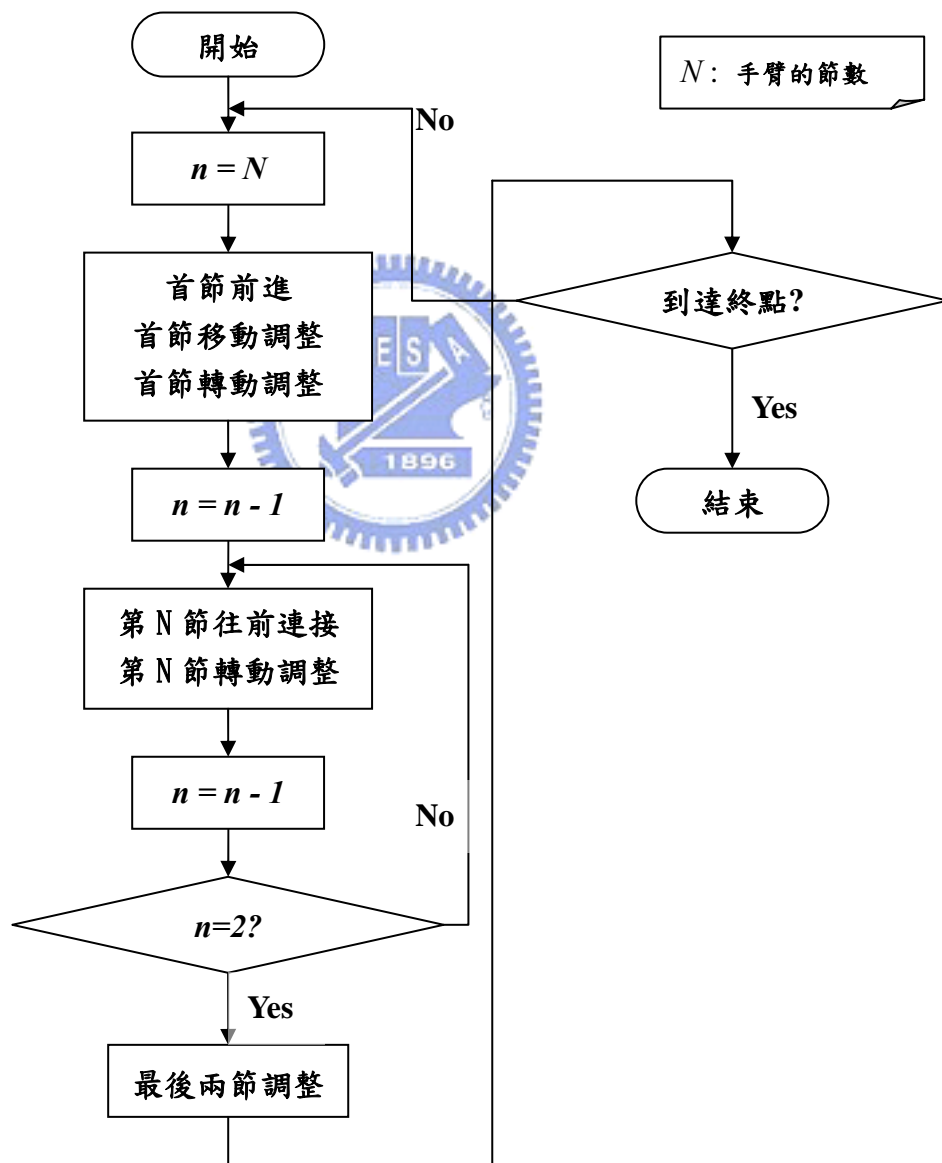 開始
N: 手臂的節數
No
n = N
首節前進
首節移動調整
首節轉動調整
到達終點?
Yes
ESA
1896
結束
n = n - 1
第 N 節往前連接
第 N 節轉動調整
n = n - 1
No
n=2?
Yes
最後兩節調整